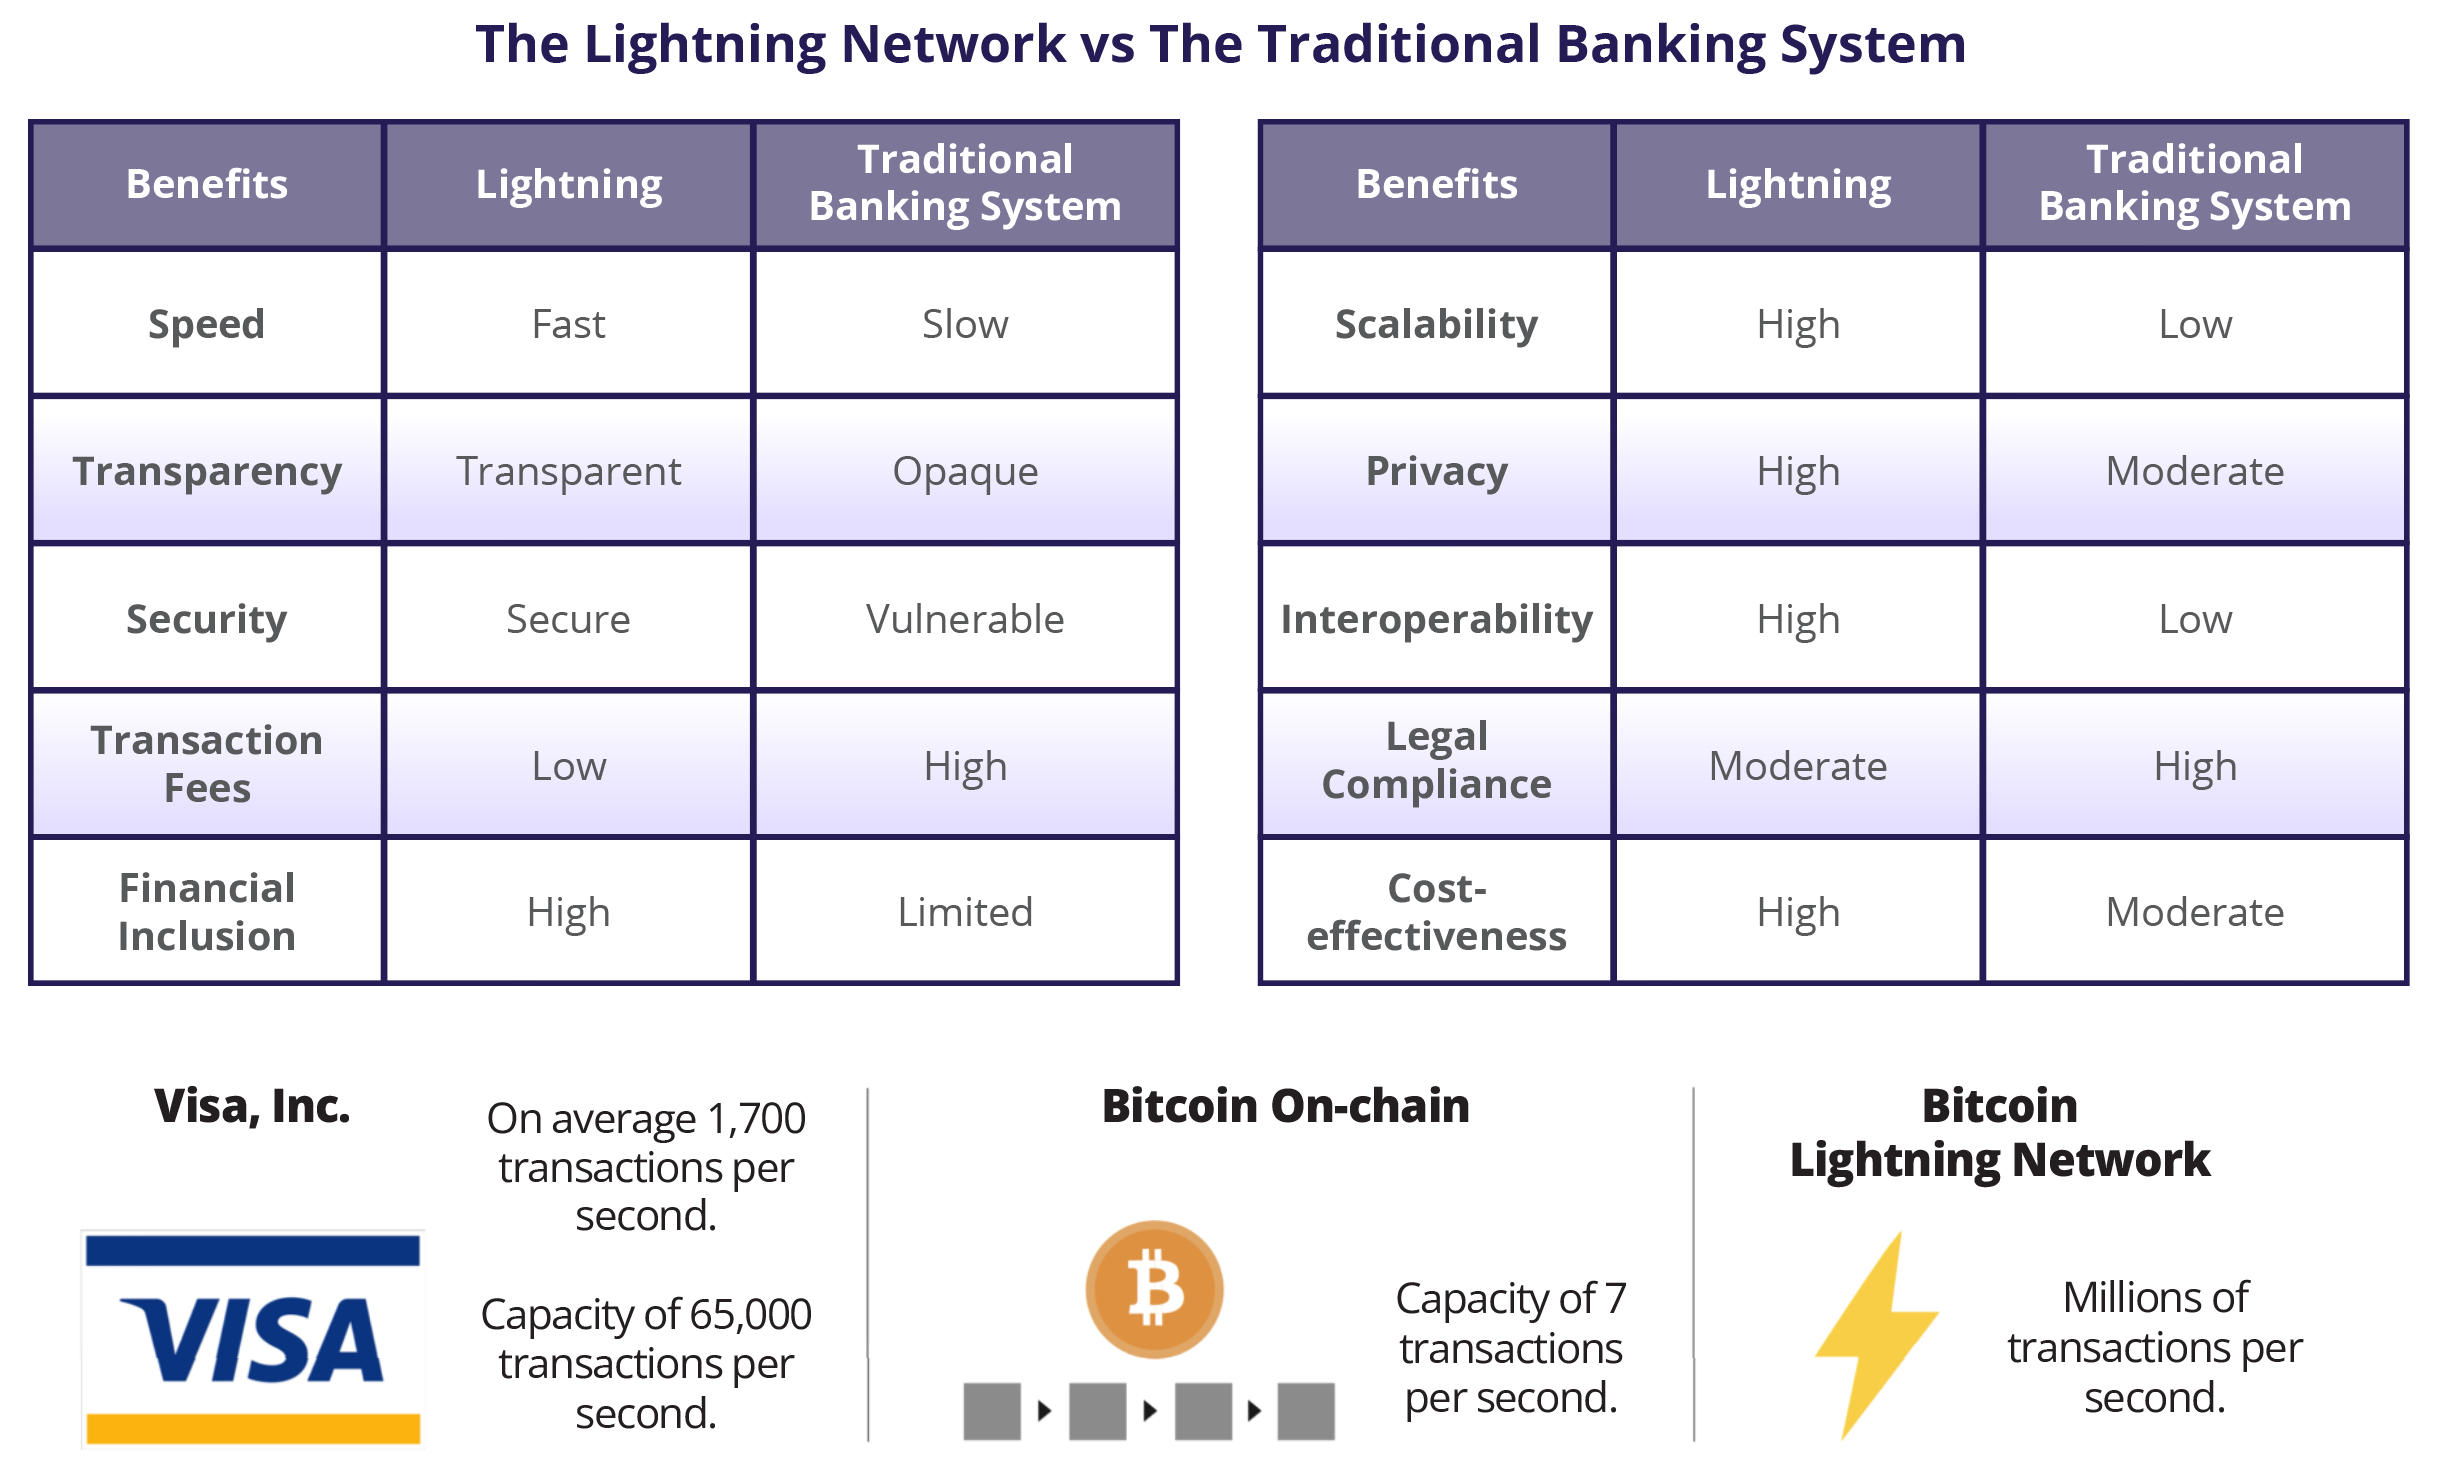 The Lightning Network vs The Traditional Banking System
Benefits
Lightning
Traditional
Banking System
Speed
Fast
Slow
Transparency
Transparent
Opaque
Security
Secure
Vulnerable
Transaction
Fees
Low
High
Financial
Inclusion
High
Limited
Benefits
Lightning
Traditional
Banking System
Scalability
High
Low
Privacy
High
Moderate
Interoperability
High
Low
Legal
Compliance
Moderate
High
Cost-
effectiveness
High
Moderate
Visa, Inc.
VISA
On average 1,700
transactions per
second.
Capacity of 65,000
transactions per
second.
Bitcoin On-chain
Capacity of 7
transactions
per second.
Bitcoin
Lightning Network
Millions of
transactions per
second.